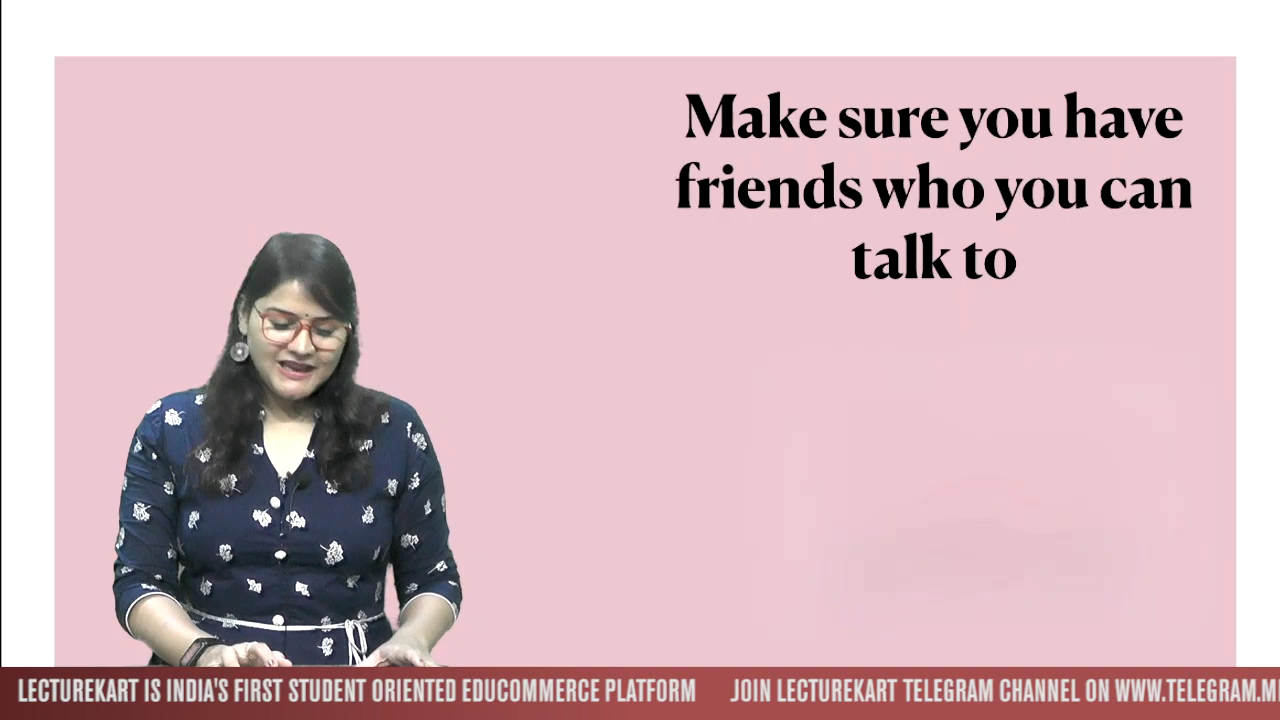 Make sure you have
friends who you can
talk to
LECTUREKART IS INDIA'S FIRST STUDENT ORIENTED EDUCOMMERCE PLATFORM JOIN LECTUREKART TELEGRAM CHANNEL ON WWW.TELEGRAM.M